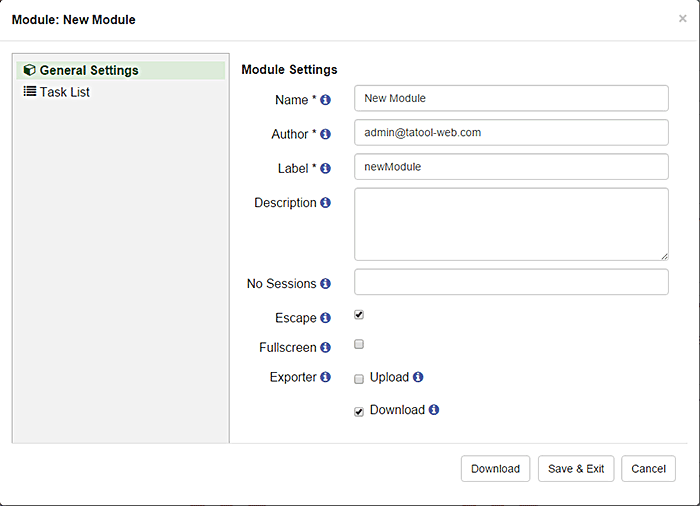 Module: New Module ×
General Settings
Task List
Module Settings
Name * New Module
Author * admin@tatool-web.com
Label * newModule
Description
No Sessions
Escape
Fullscreen
Exporter Upload
Download
Download Save & Exit Cancel